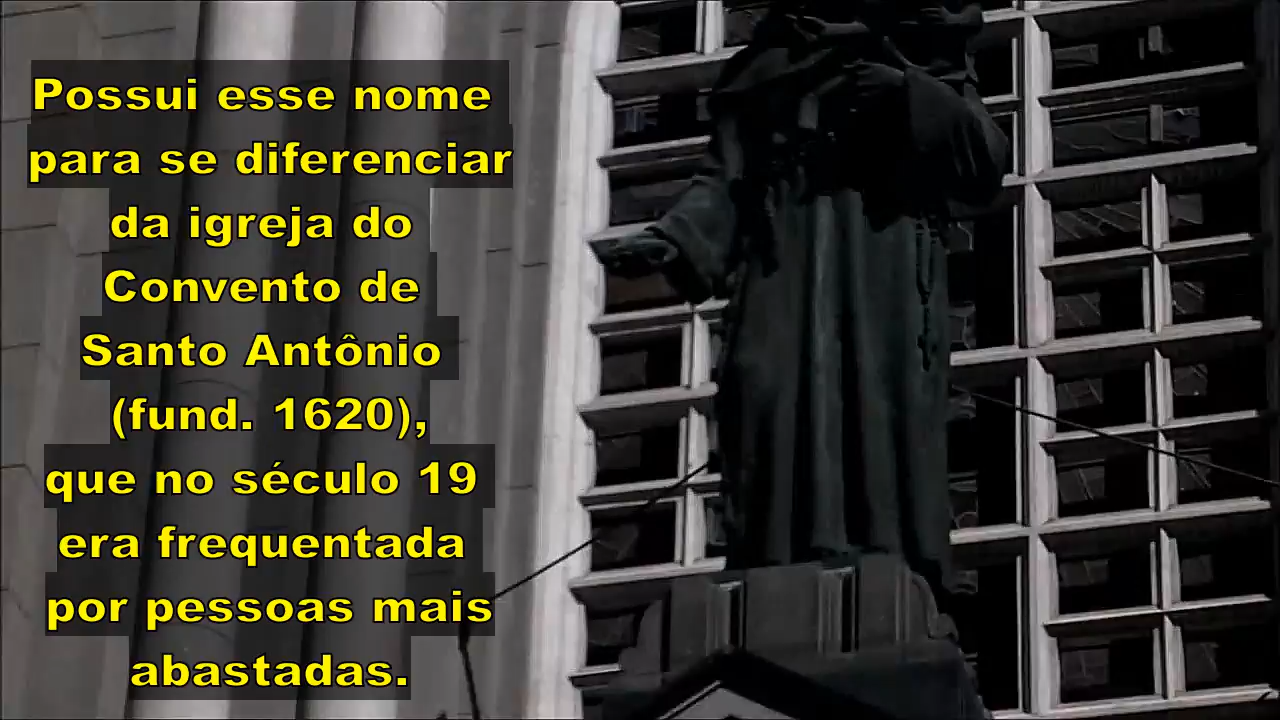 Possui esse nome
para se diferenciar
da igreja do
Convento de
Santo Antônio
(fund. 1620),
que no século 19
era frequentada
por pessoas mais
abastadas.